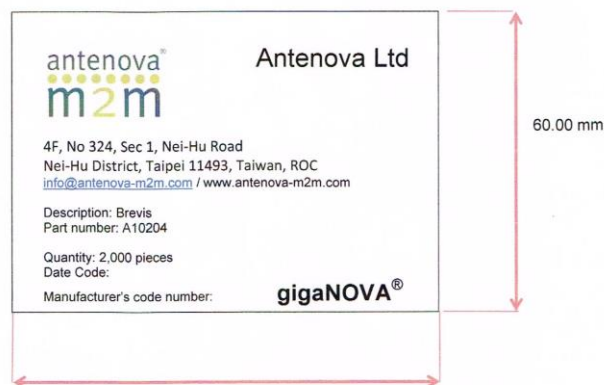 antenova®
m2m
Antenova Ltd
4F, No 324, Sec 1, Nei-Hu Road
Nei-Hu District, Taipei 11493, Taiwan, ROC
info@antenova-m2m.com / www.antenova-m2m.com
Description: Brevis
Part number: A10204
Quantity: 2,000 pieces
Date Code:
Manufacturer's code number:
gigaNOVA®
60.00 mm